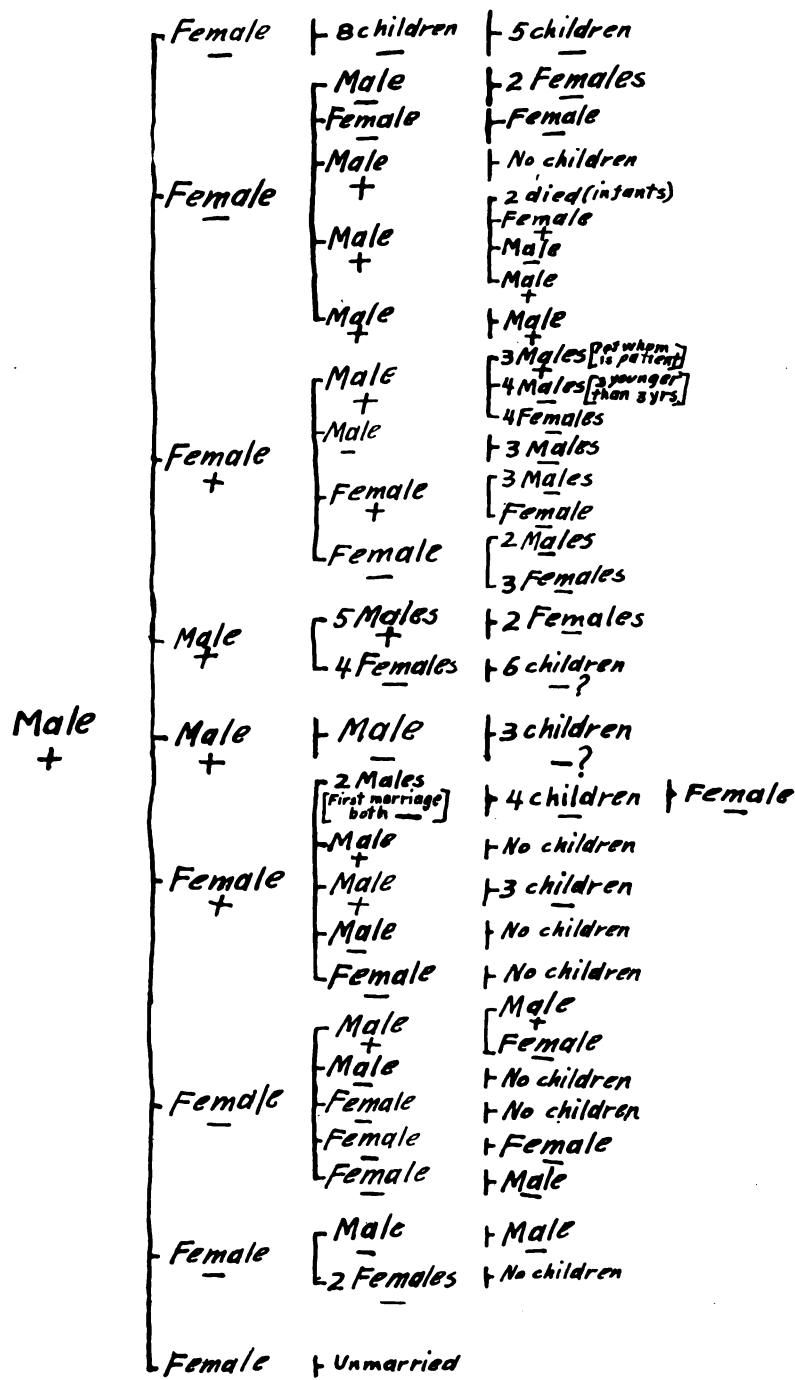 Female 8 children 5 children
—
Male 2 Females
Female Female
Male No children
+
Female
—
2 died (infants)
Female
+
Male
+
Male
—
Male
+
Male Male
+ +
3 Males [1 of whom is patient]
+
Male
+
4 Males [3 younger than 3 yrs.]
—
4 Females
—
Male 3 Males
— —
Female
+
3 Males
—
Female
+
Female
—
Female 2 Males
— —
3 Females
—
5 Males 2 Females
+ —
Male
+
4 Females 6 children
— —?
Male
+
Male Male 3 children
+ — —?
2 Males
[First marriage
both —] 4 children Female
Male No children
+
Female
+
Male 3 children
+ —
Male No children
—
Female No children
—
Male
+
Male
+
Female
—
Male No children
—
Female
—
Female No children
—
Female Female
— —
Female Male
— —
Male Male
— —
Female
—
2 Females No children
—
Female Unmarried